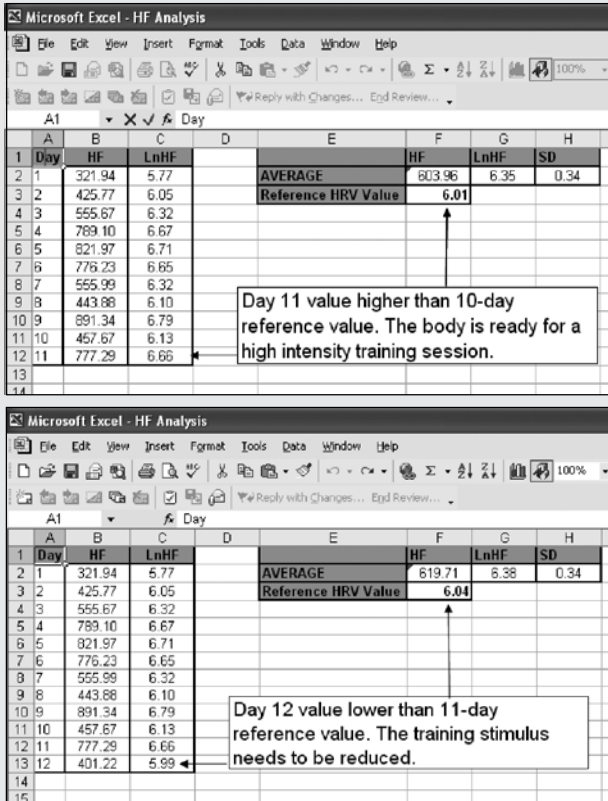 Microsoft Excel - HF Analysis
File Edit View Insert Format Tools Data Window Help
100%
Reply with Changes... End Review...
A1 fx Day
A B C D E F G H
1 Day HF LnHF HF LnHF SD
2 1 321.94 5.77 AVERAGE 603.96 6.35 0.34
3 2 425.77 6.05 Reference HRV Value 6.01
4 3 555.67 6.32
5 4 789.10 6.67
6 5 821.97 6.71
7 6 776.23 6.65
8 7 555.99 6.32
9 8 443.88 6.10
10 9 891.34 6.79
11 10 457.67 6.13
12 11 777.29 6.66
13
14
Day 11 value higher than 10-day
reference value. The body is ready for a
high intensity training session.
Microsoft Excel - HF Analysis
File Edit View Insert Format Tools Data Window Help
100%
Reply with Changes... End Review...
A1 fx Day
A B C D E F G H
1 Day HF LnHF HF LnHF SD
2 1 321.94 5.77 AVERAGE 619.71 6.38 0.34
3 2 425.77 6.05 Reference HRV Value 6.04
4 3 555.67 6.32
5 4 789.10 6.67
6 5 821.97 6.71
7 6 776.23 6.65
8 7 555.99 6.32
9 8 443.88 6.10
10 9 891.34 6.79
11 10 457.67 6.13
12 11 777.29 6.66
13 12 401.22 5.99
14
15
Day 12 value lower than 11-day
reference value. The training stimulus
needs to be reduced.